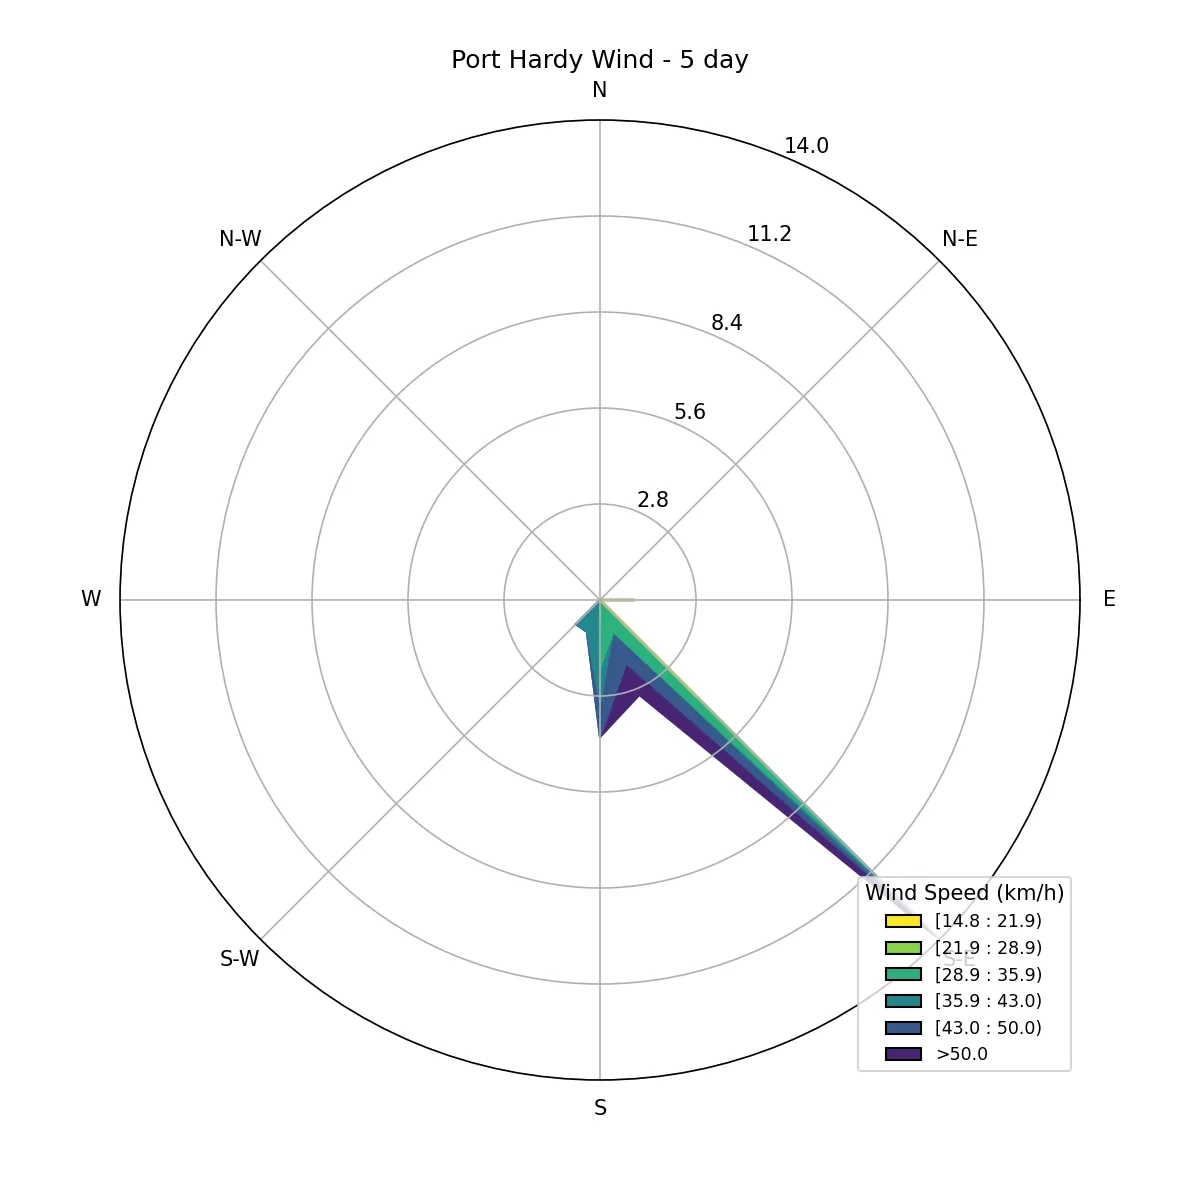 Port Hardy Wind - 5 day
N
14.0
11.2
N-W
N-E
8.4
5.6
2.8
W
E
Wind Speed (km/h)
[14.8 : 21.9)
[21.9 : 28.9)
S-W
S-E
[28.9 : 35.9)
[35.9 : 43.0)
[43.0 : 50.0)
>50.0
S